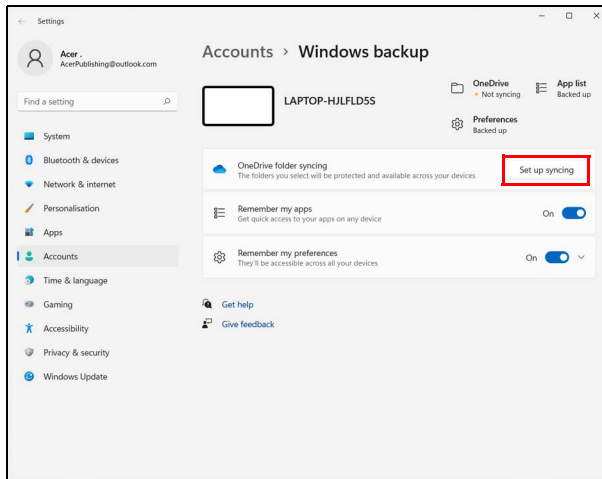 Settings
Acer .
AcerPublishing@outlook.com
Find a setting
System
Bluetooth & devices
Network & internet
Personalisation
Apps
Accounts
Time & language
Gaming
Accessibility
Privacy & security
Windows Update
Accounts > Windows backup
LAPTOP-HJLFLD5S
OneDrive
• Not syncing
App list
Backed up
Preferences
Backed up
OneDrive folder syncing
The folders you select will be protected and available across your devices
Set up syncing
Remember my apps
Get quick access to your apps on any device
On
Remember my preferences
They'll be accessible across all your devices
On
Get help
Give feedback